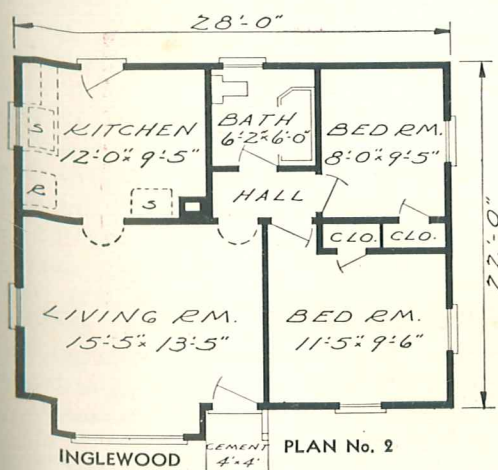 28'-0"
KITCHEN
12'-0"x 9'-5"
S
R
S
BATH
6'-2"x 6'-0"
BED RM.
8'-0"x 9'-5"
HALL
CLO.
CLO.
22'-0"
LIVING RM.
15'-5"x 13'-5"
BED RM.
11'-5"x 9'-6"
CEMENT
4'x 4'
INGLEWOOD
PLAN No. 2